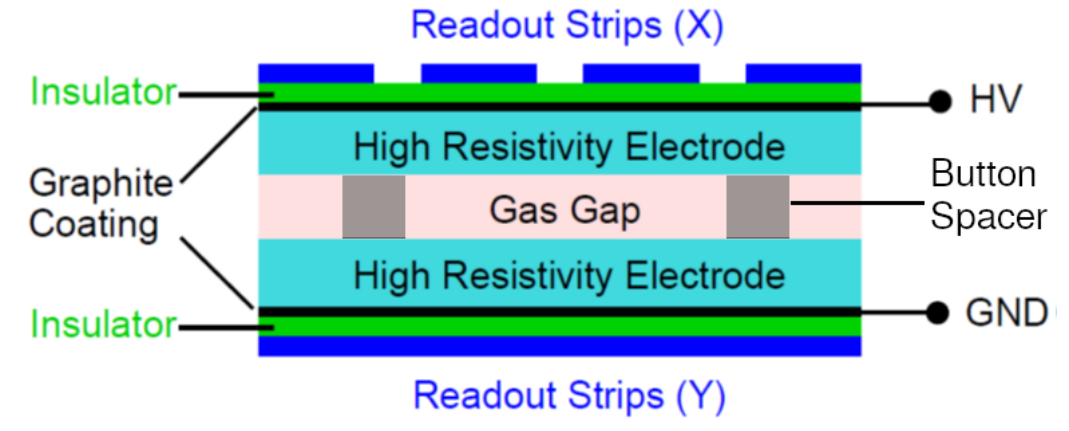 Readout Strips (X)
Insulator
HV
High Resistivity Electrode
Graphite
Coating
Button
Spacer
Gas Gap
High Resistivity Electrode
Insulator
GND
Readout Strips (Y)